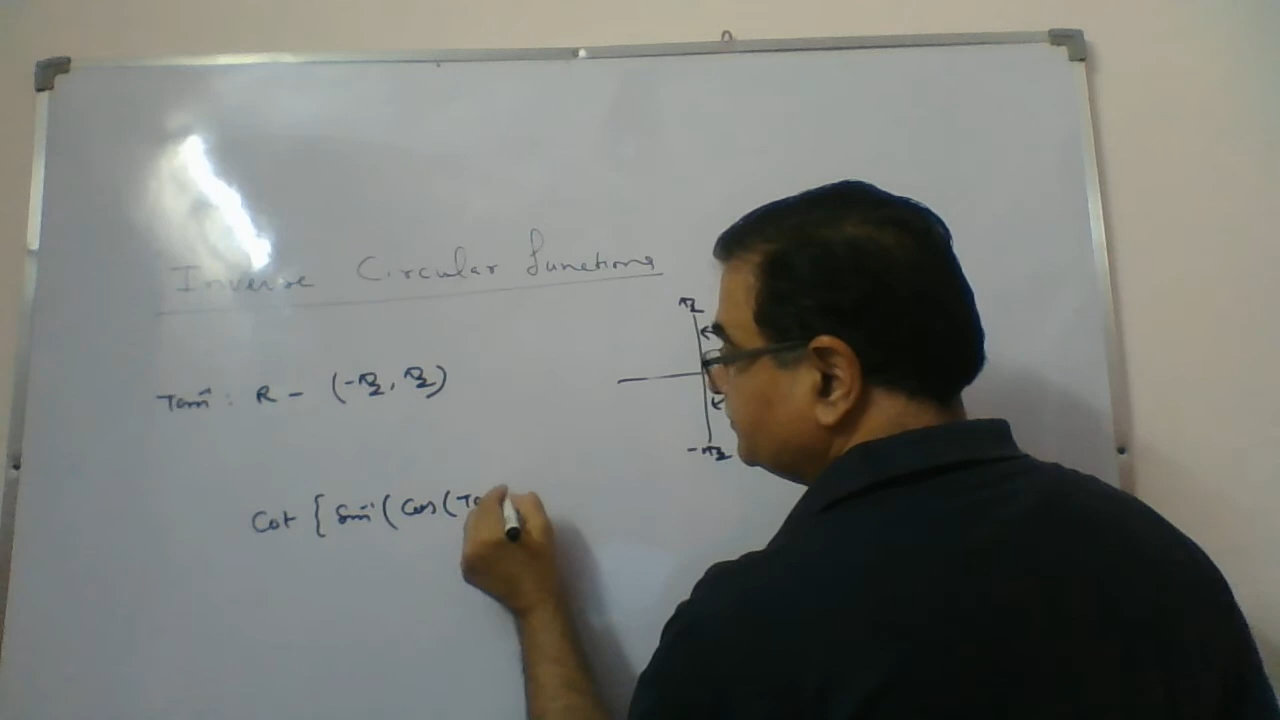 Inverse Circular functions
π/2
Tan⁻¹ : R - (-π/2, π/2)
-π/2
Cot { Sin⁻¹ ( Cos ( Ta